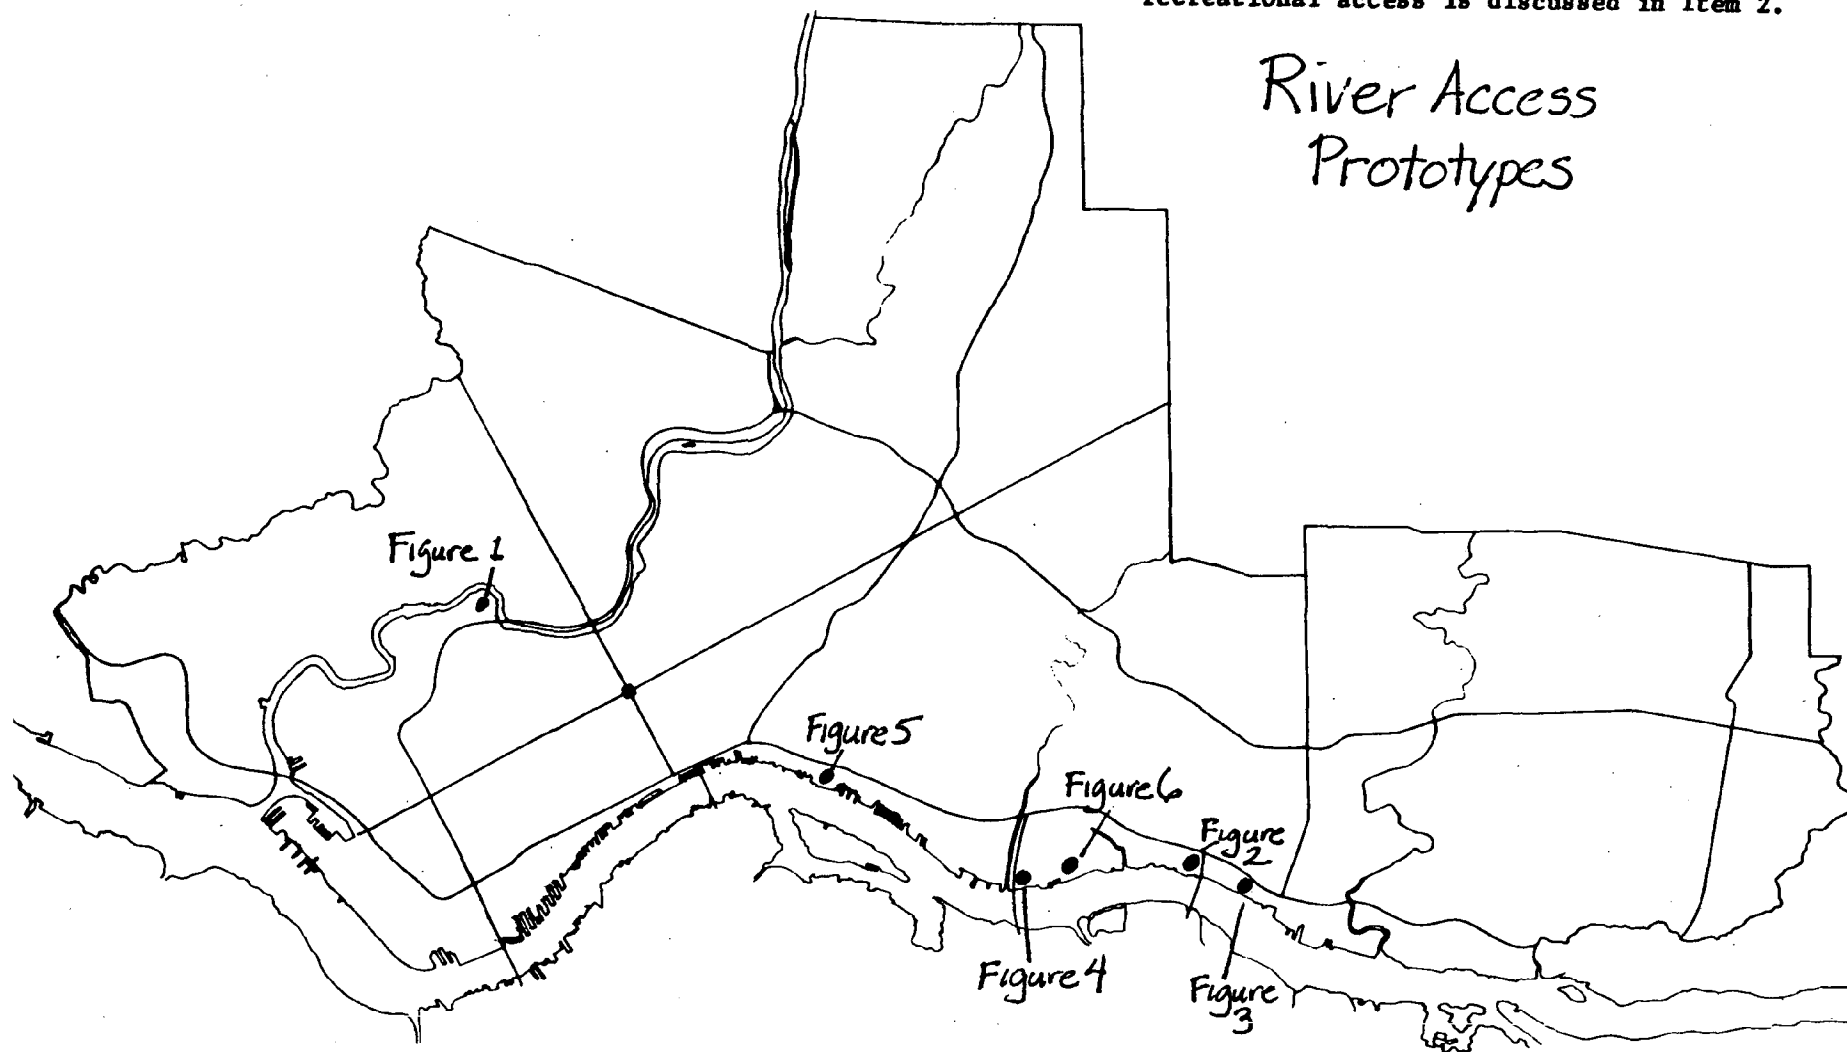 recreational access is discussed in Item 2.
River Access
Prototypes
Figure 1
Figure 5
Figure 6
Figure
2
Figure 4
Figure
3